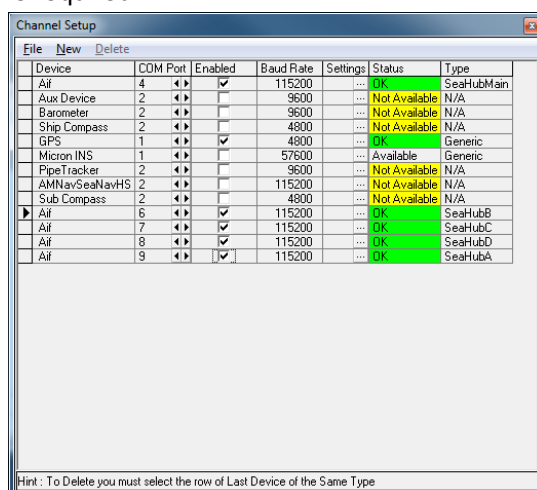 Channel Setup
File New Delete
Device COM Port Enabled Baud Rate Settings Status Type
Aif 4 115200 ... OK SeaHubMain
Aux Device 2 9600 ... Not Available N/A
Barometer 2 9600 ... Not Available N/A
Ship Compass 2 4800 ... Not Available N/A
GPS 1 4800 ... OK Generic
Micron INS 1 57600 ... Available Generic
PipeTracker 2 9600 ... Not Available N/A
AMNavSeaNavHS 2 115200 ... Not Available N/A
Sub Compass 2 4800 ... Not Available N/A
Aif 6 115200 ... OK SeaHubB
Aif 7 115200 ... OK SeaHubC
Aif 8 115200 ... OK SeaHubD
Aif 9 115200 ... OK SeaHubA
Hint : To Delete you must select the row of Last Device of the Same Type